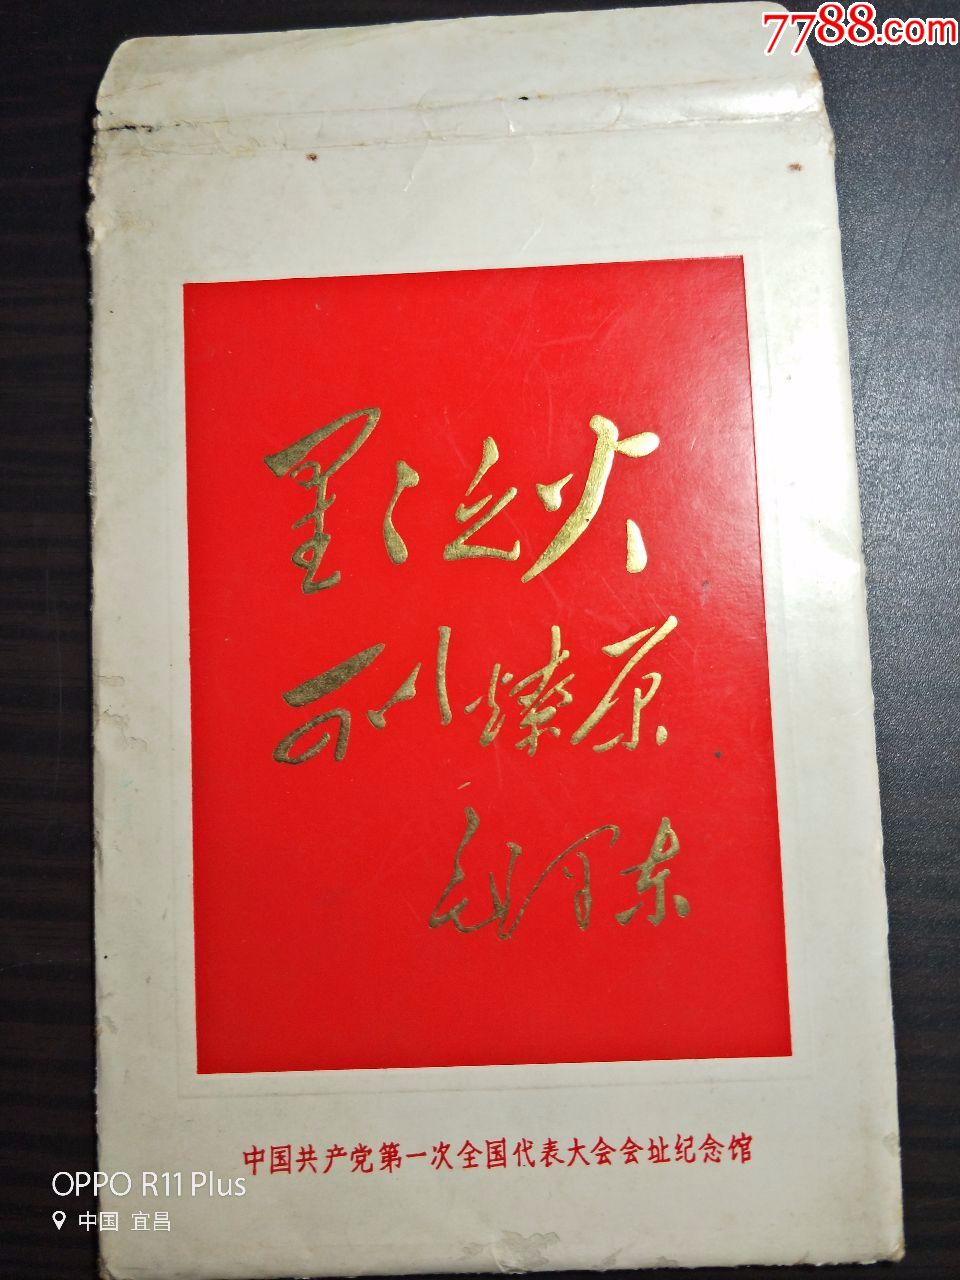 7788.com
星星之火
可以燎原
毛泽东
中国共产党第一次全国代表大会会址纪念馆
OPPO R11 Plus
中国 宜昌